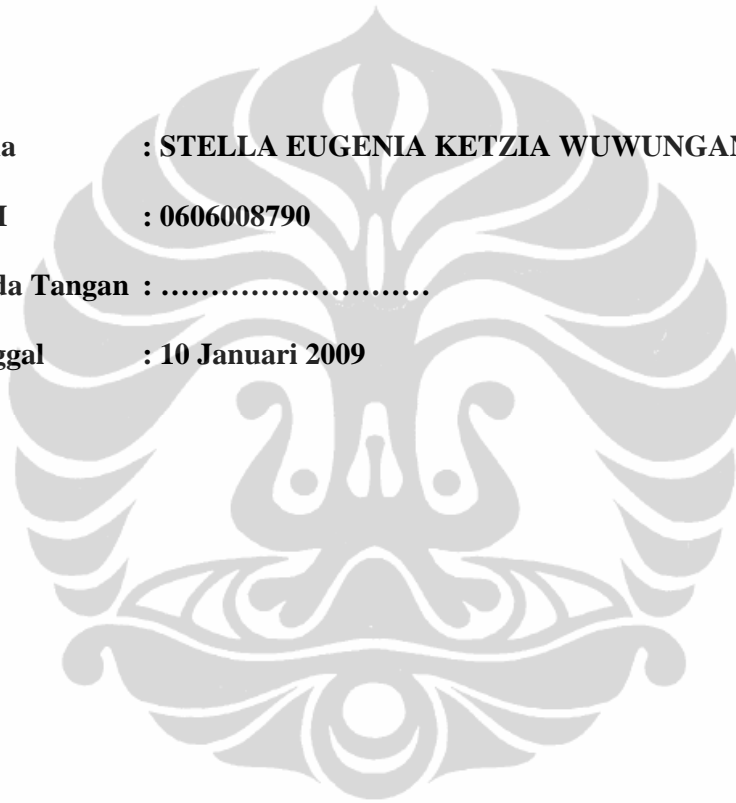 a : STELLA EUGENIA KETZIA WUWUNGAN
: 0606008790
da Tangan : ………………………
ggal : 10 Januari 2009